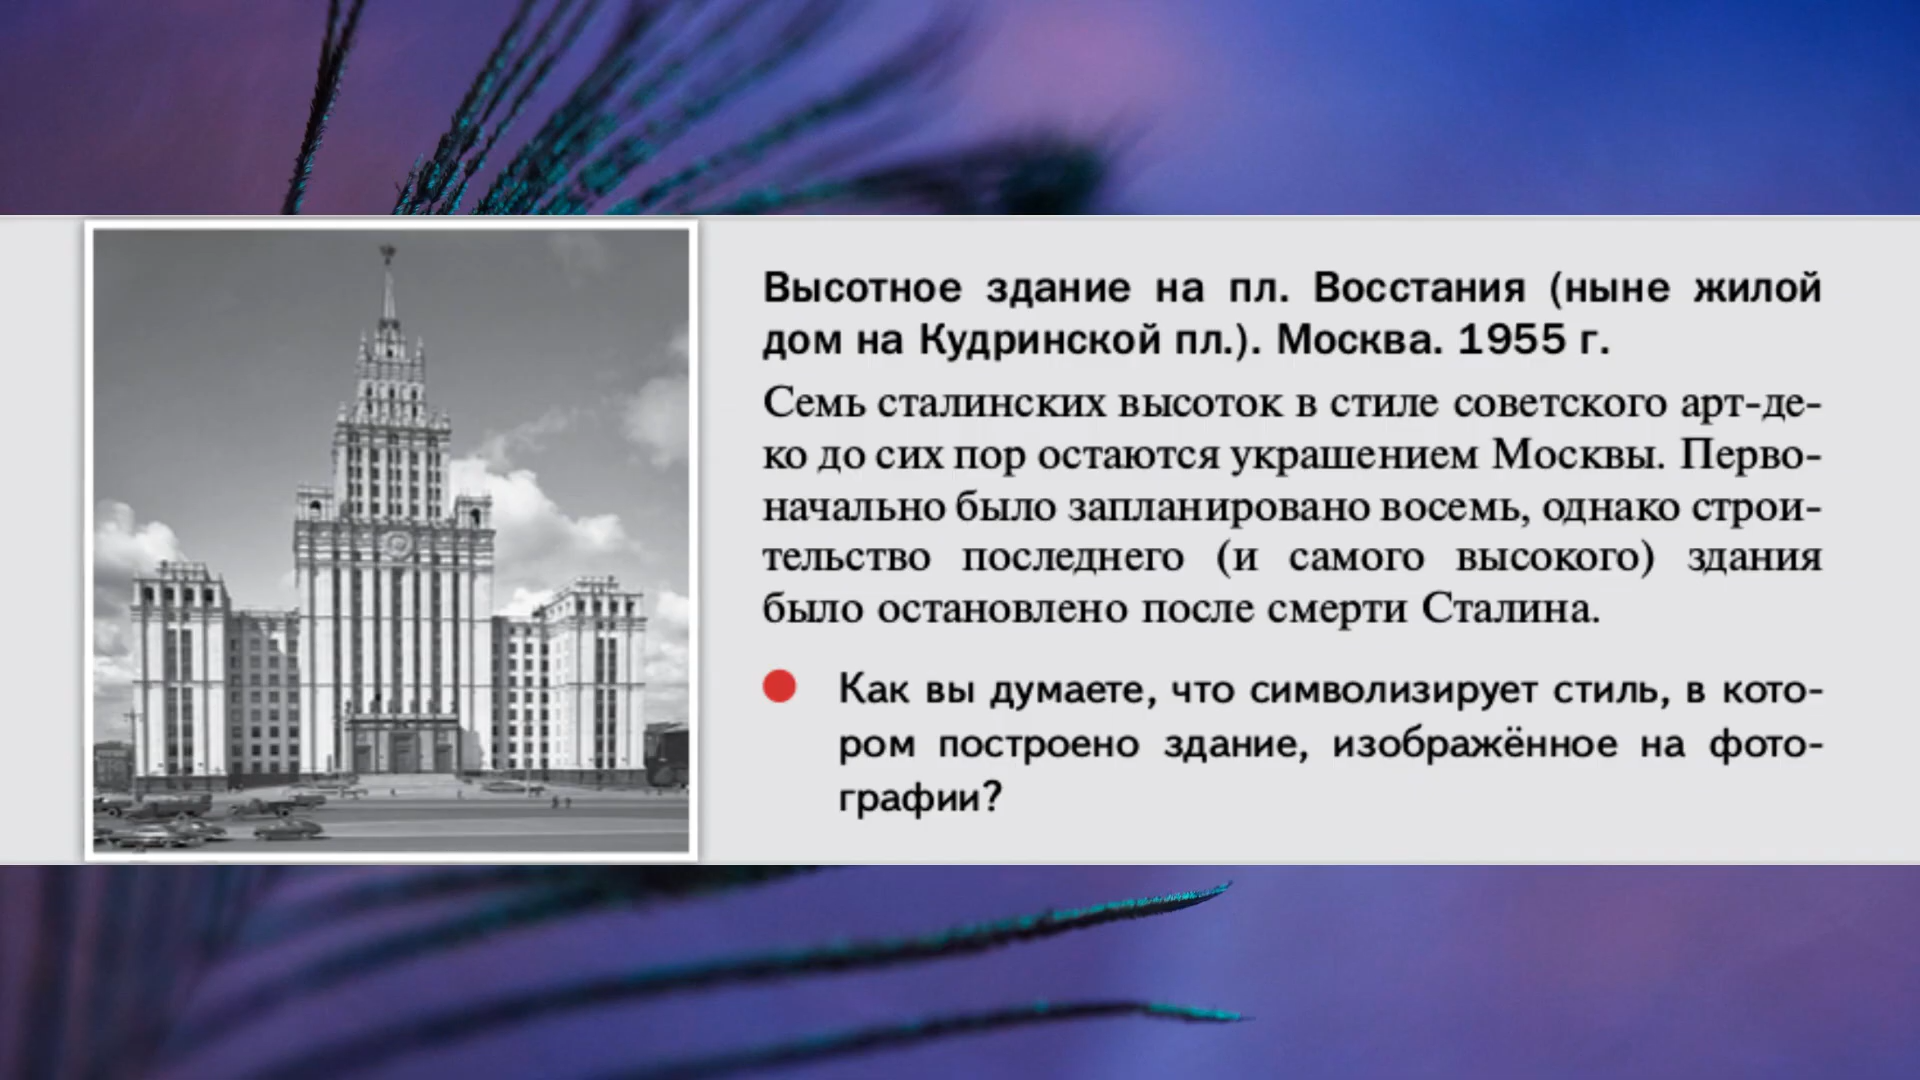 Высотное здание на пл. Восстания (ныне жилой
дом на Кудринской пл.). Москва. 1955 г.
Семь сталинских высоток в стиле советского арт-де-
ко до сих пор остаются украшением Москвы. Перво-
начально было запланировано восемь, однако строи-
тельство последнего (и самого высокого) здания
было остановлено после смерти Сталина.
Как вы думаете, что символизирует стиль, в кото-
ром построено здание, изображённое на фото-
графии?